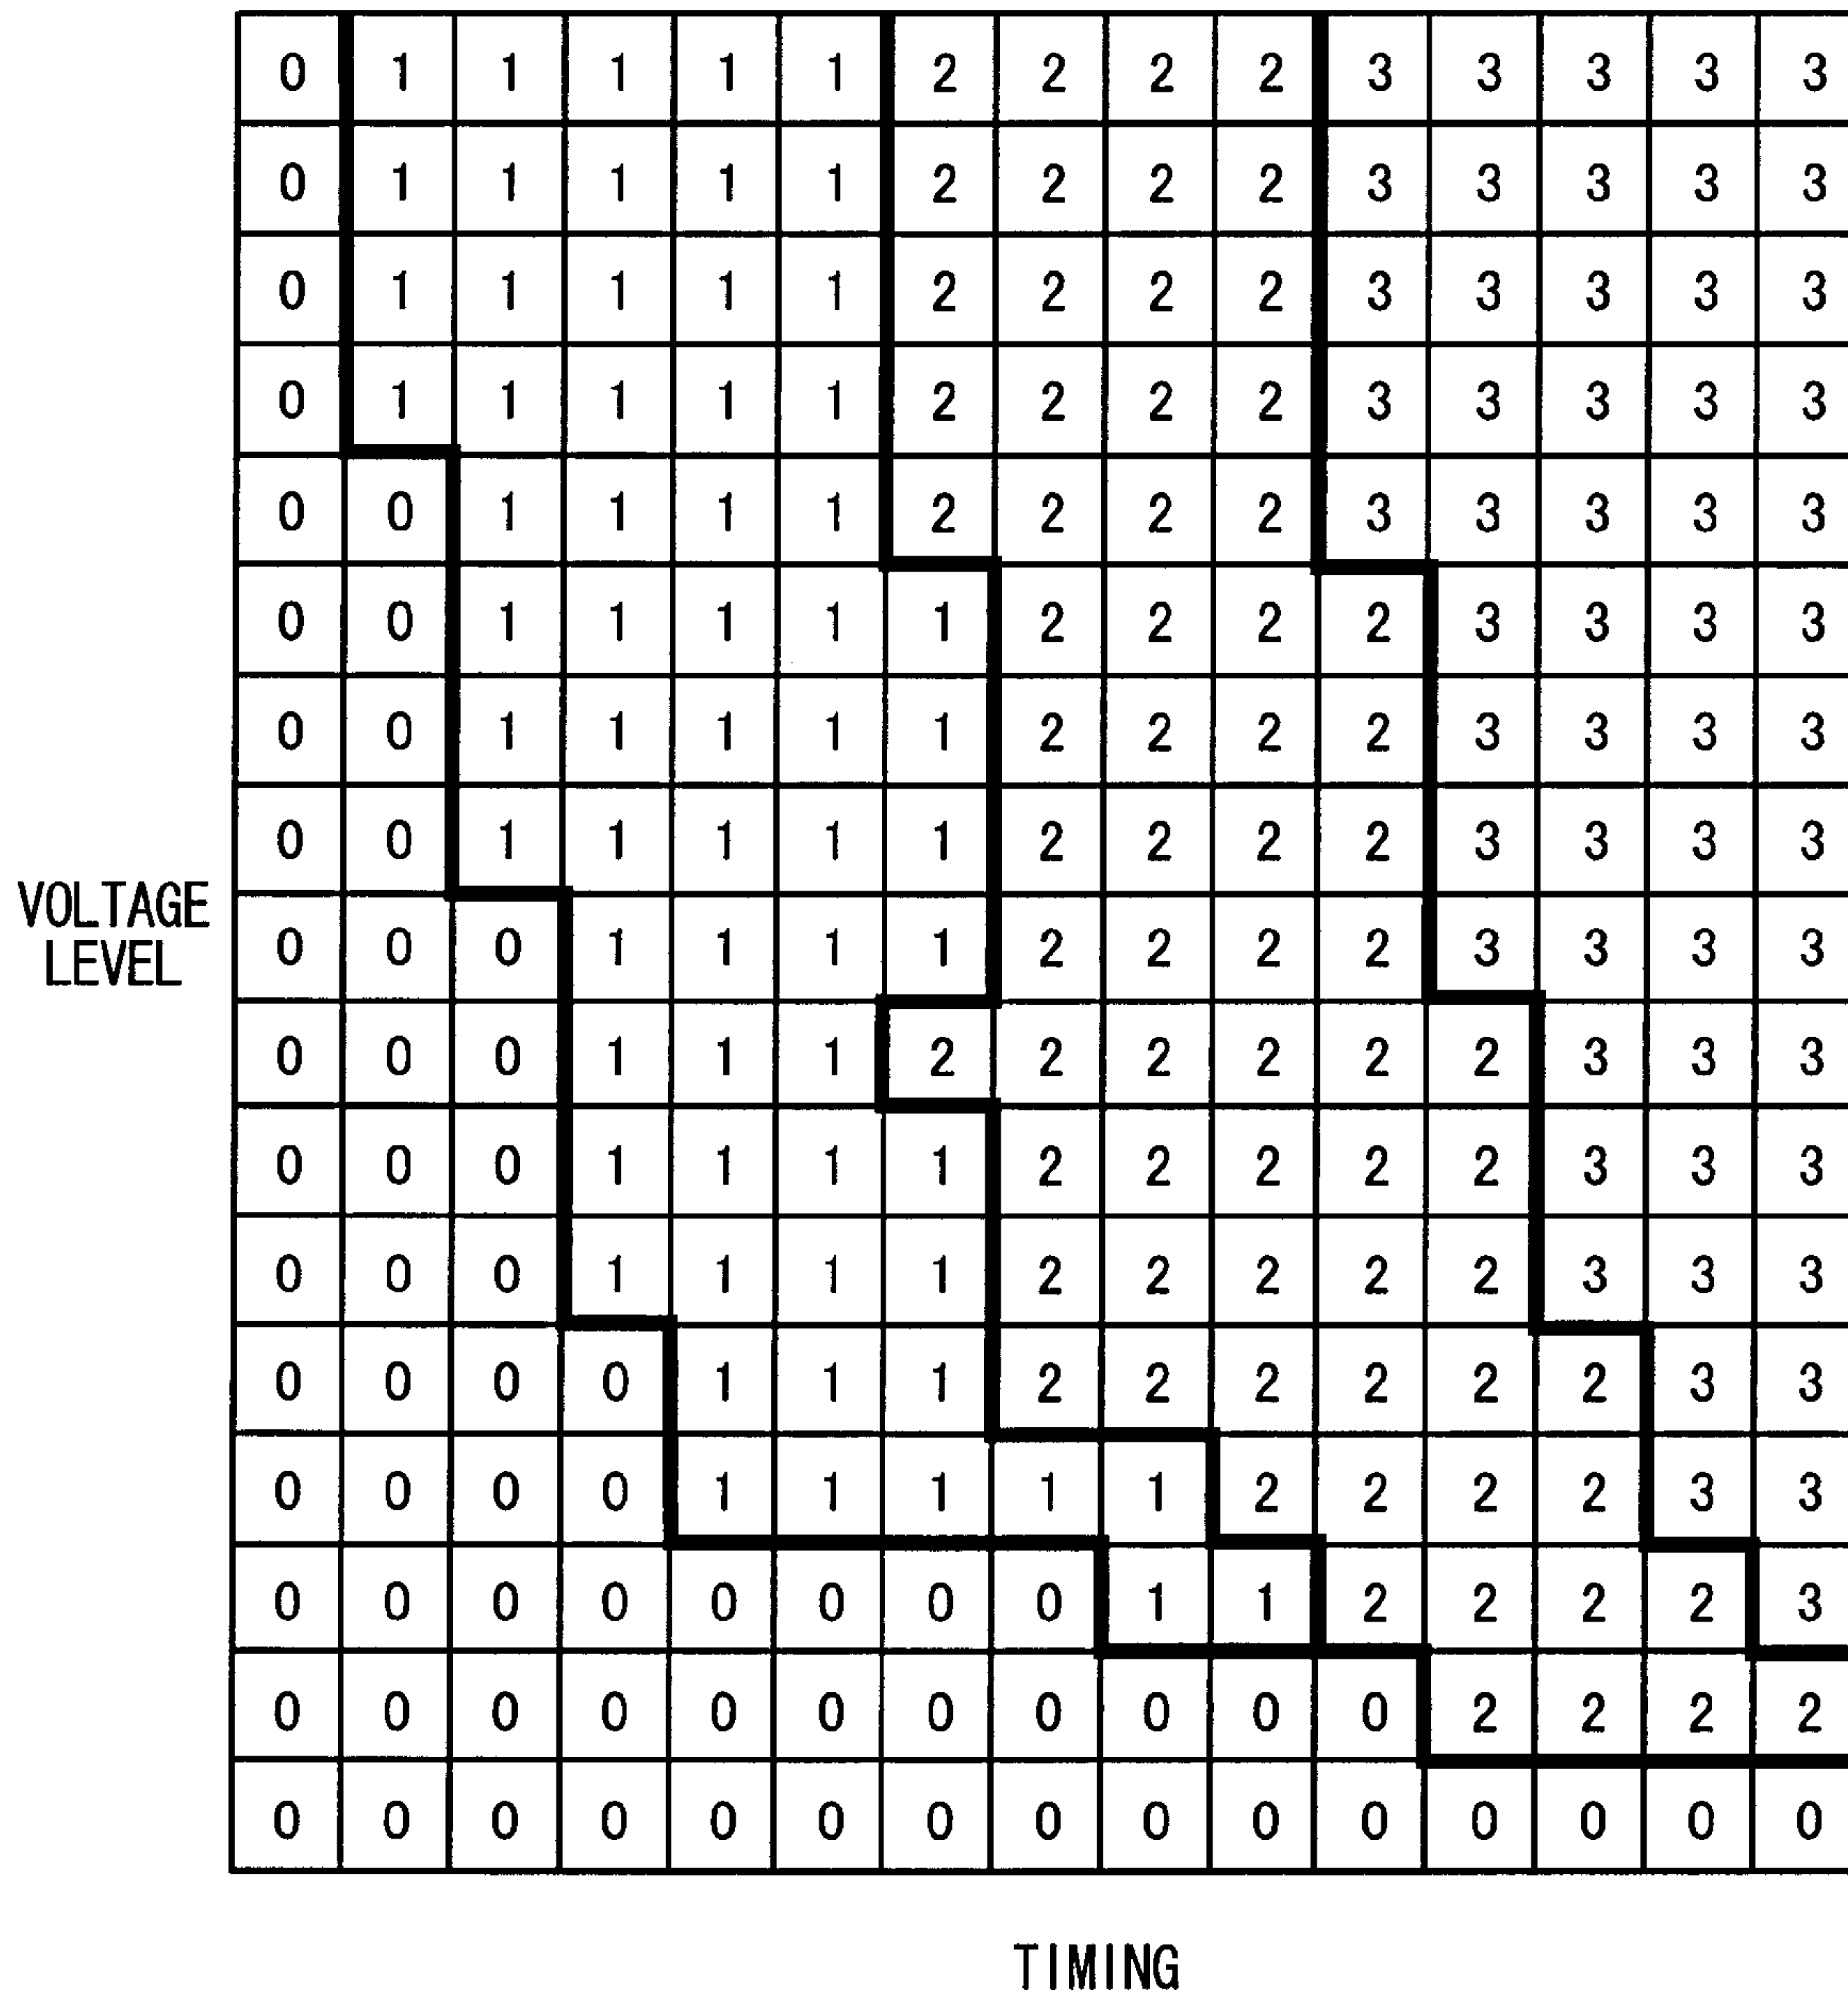 0 1 1 1 1 1 2 2 2 2 3 3 3 3 3
0 1 1 1 1 1 2 2 2 2 3 3 3 3 3
0 1 1 1 1 1 2 2 2 2 3 3 3 3 3
0 1 1 1 1 1 2 2 2 2 3 3 3 3 3
0 0 1 1 1 1 2 2 2 2 3 3 3 3 3
0 0 1 1 1 1 1 2 2 2 2 3 3 3 3
0 0 1 1 1 1 1 2 2 2 2 3 3 3 3
0 0 1 1 1 1 1 2 2 2 2 3 3 3 3
VOLTAGE
LEVEL
0 0 0 1 1 1 1 2 2 2 2 3 3 3 3
0 0 0 1 1 1 2 2 2 2 2 2 3 3 3
0 0 0 1 1 1 1 2 2 2 2 2 3 3 3
0 0 0 1 1 1 1 2 2 2 2 2 3 3 3
0 0 0 0 1 1 1 2 2 2 2 2 2 3 3
0 0 0 0 1 1 1 1 1 2 2 2 2 3 3
0 0 0 0 0 0 0 0 1 1 2 2 2 2 3
0 0 0 0 0 0 0 0 0 0 0 2 2 2 2
0 0 0 0 0 0 0 0 0 0 0 0 0 0 0
TIMING